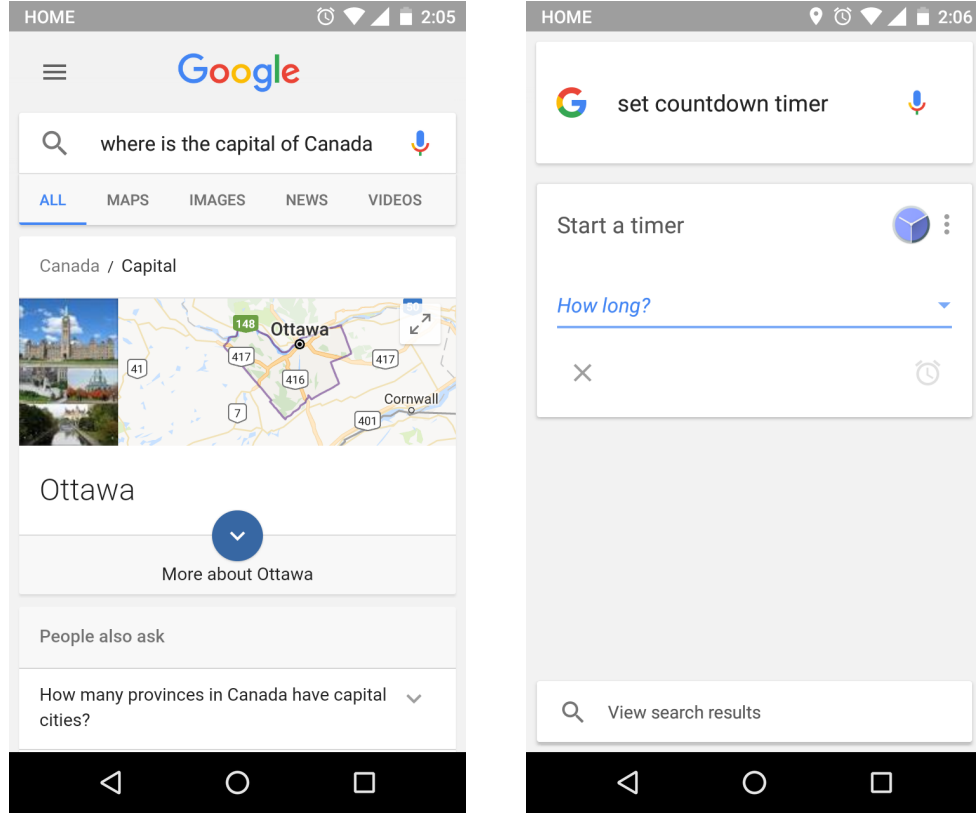 HOME 2:05
Google
where is the capital of Canada
ALL MAPS IMAGES NEWS VIDEOS
Canada / Capital
148
Ottawa
417
417
41
416
Cornwall
7
401
Ottawa
More about Ottawa
People also ask
How many provinces in Canada have capital
cities?
HOME 2:06
G set countdown timer
Start a timer
How long?
View search results